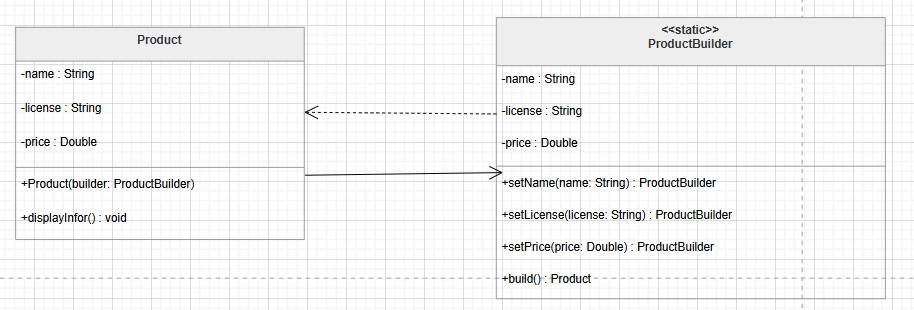 Product
-name : String
-license : String
-price : Double
+Product(builder: ProductBuilder)
+displayInfor() : void
<<static>>
ProductBuilder
-name : String
-license : String
-price : Double
+setName(name: String) : ProductBuilder
+setLicense(license: String) : ProductBuilder
+setPrice(price: Double) : ProductBuilder
+build() : Product